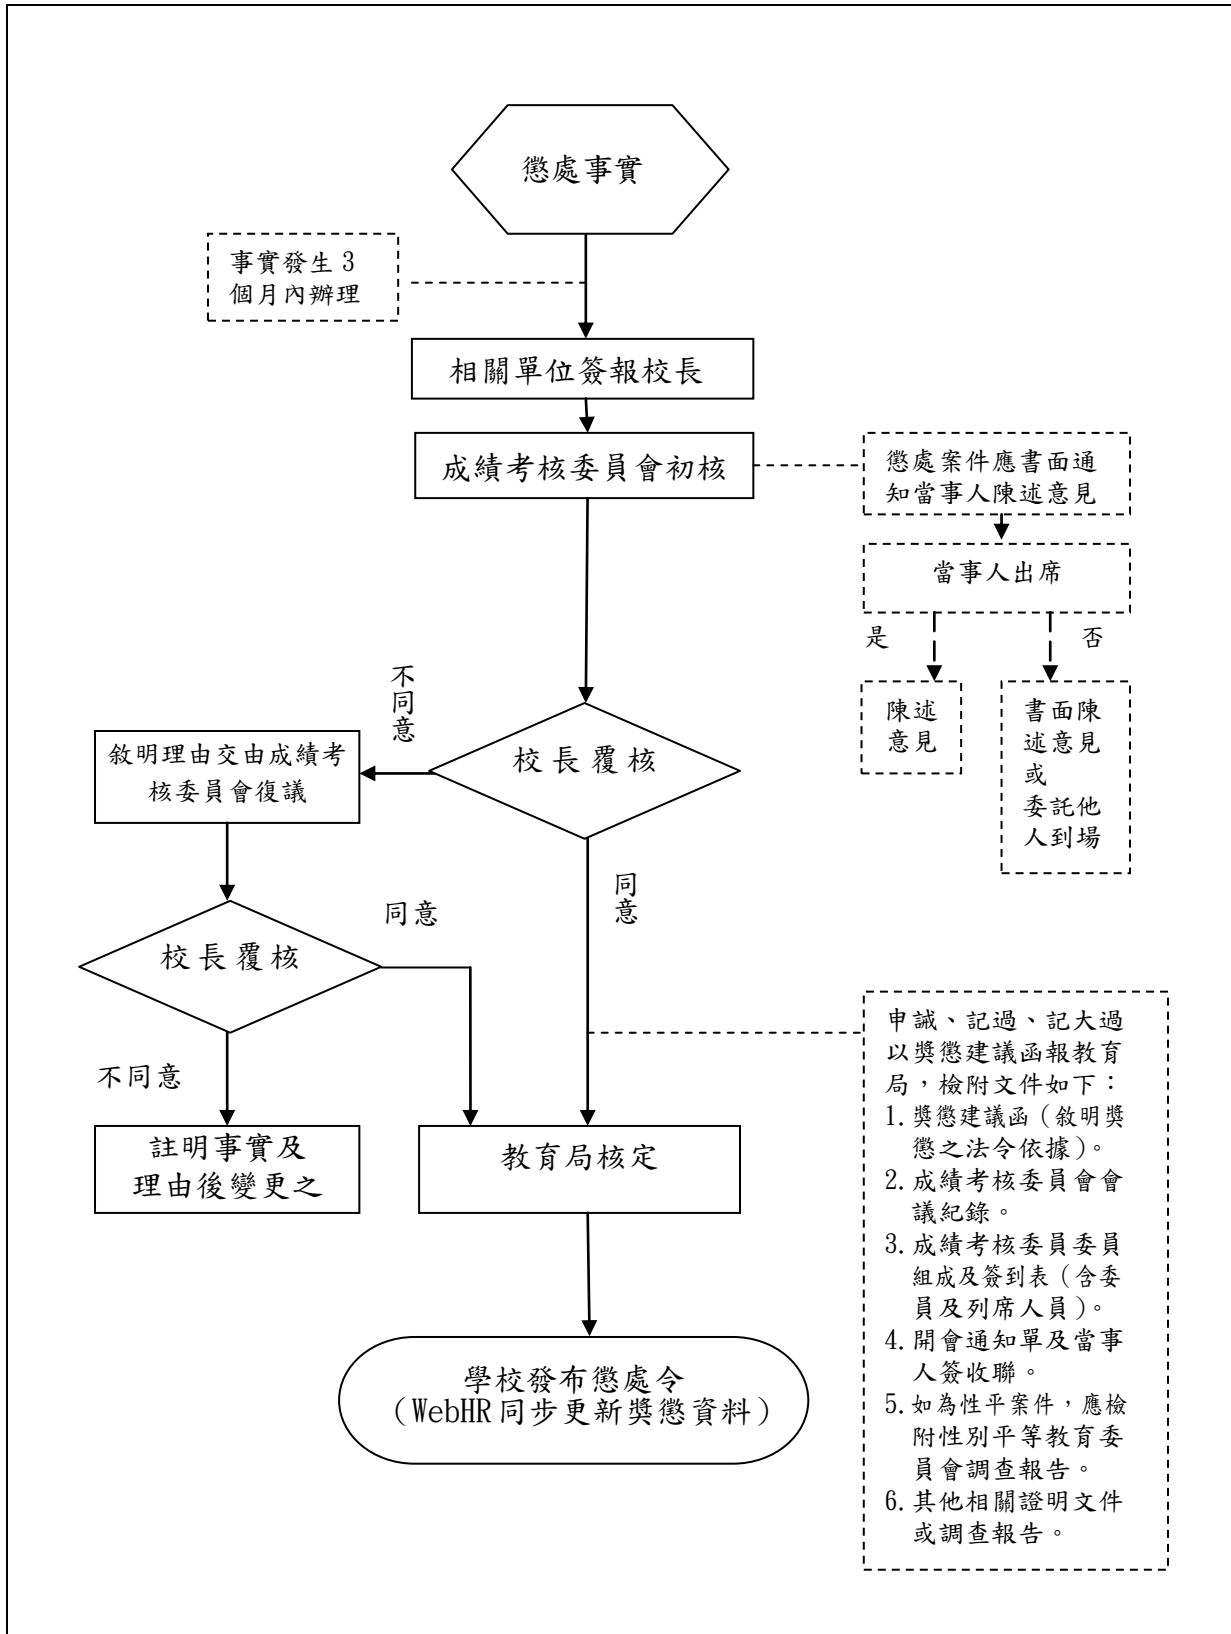 懲處事實
事實發生 3
個月內辦理
相關單位簽報校長
成績考核委員會初核
懲處案件應書面通
知當事人陳述意見
當事人出席
是
否
陳述
意見
書面陳
述意見
或
委託他
人到場
不同意
校長覆核
敘明理由交由成績考
核委員會復議
同意
校長覆核
同意
不同意
註明事實及
理由後變更之
教育局核定
申誡、記過、記大過
以獎懲建議函報教育
局，檢附文件如下：
1.獎懲建議函（敘明獎
懲之法令依據）。
2.成績考核委員會會
議紀錄。
3.成績考核委員委員
組成及簽到表（含委
員及列席人員）。
4.開會通知單及當事
人簽收聯。
5.如為性平案件，應檢
附性別平等教育委
員會調查報告。
6.其他相關證明文件
或調查報告。
學校發布懲處令
（WebHR 同步更新獎懲資料）